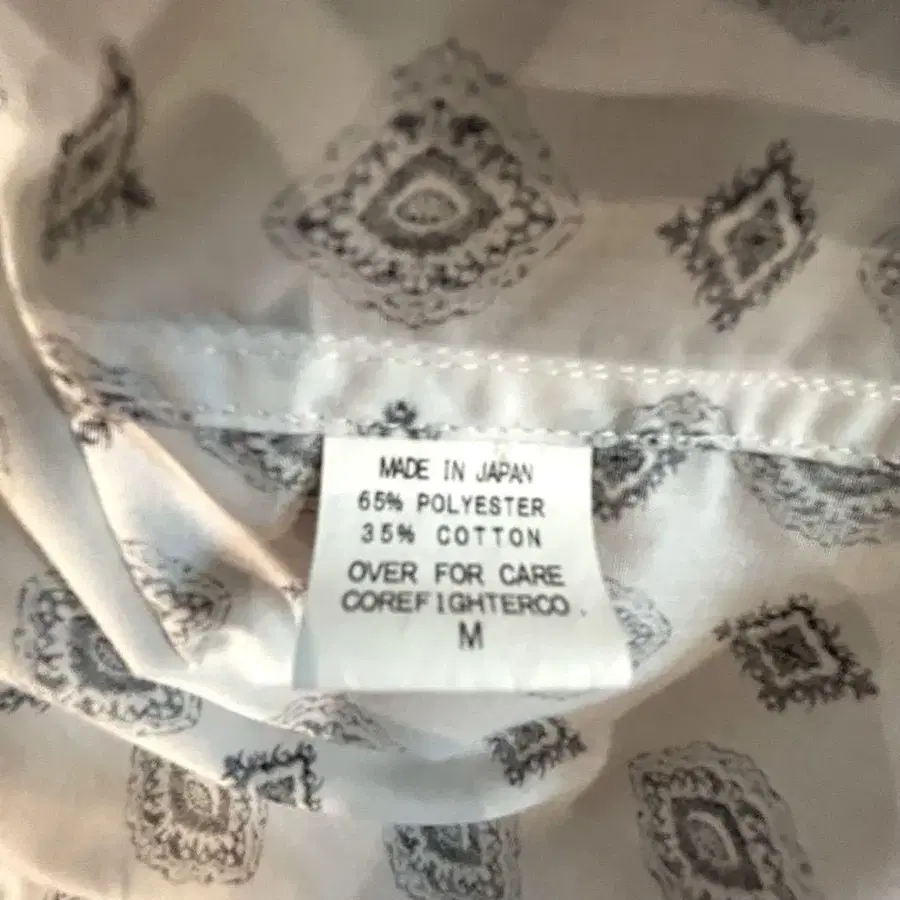 MADE IN JAPAN
65% POLYESTER
35% COTTON
OVER FOR CARE
COREFIGHTERCO.
M